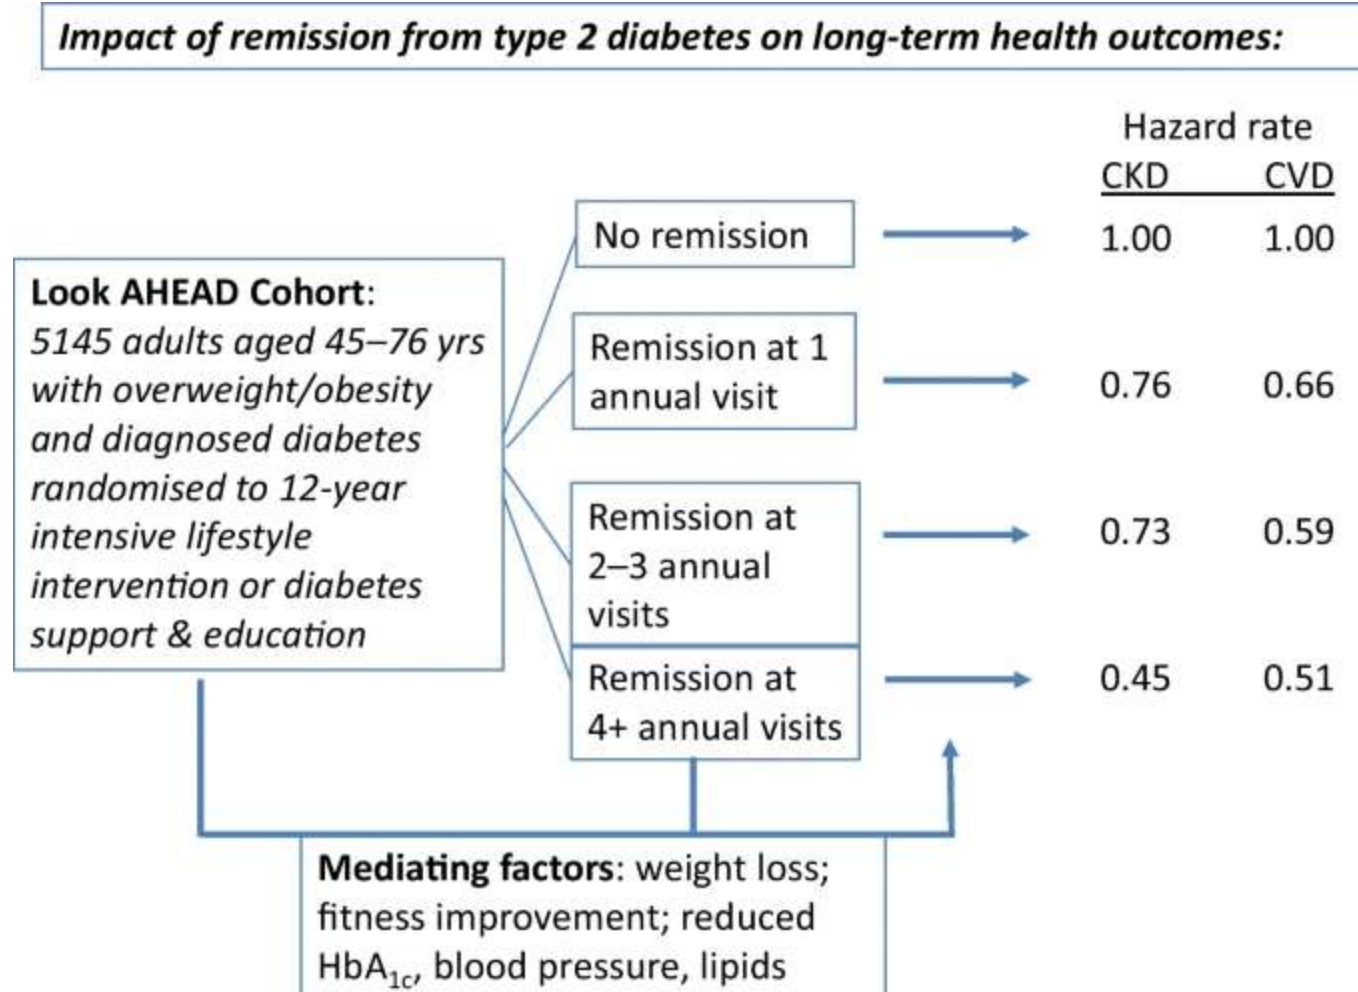 Impact of remission from type 2 diabetes on long-term health outcomes:
Hazard rate
CKD CVD
No remission
1.00 1.00
Look AHEAD Cohort:
5145 adults aged 45–76 yrs
with overweight/obesity
and diagnosed diabetes
randomised to 12-year
intensive lifestyle
intervention or diabetes
support & education
Remission at 1
annual visit
0.76 0.66
Remission at
2–3 annual
visits
0.73 0.59
Remission at
4+ annual visits
0.45 0.51
Mediating factors: weight loss;
fitness improvement; reduced
HbA1c, blood pressure, lipids